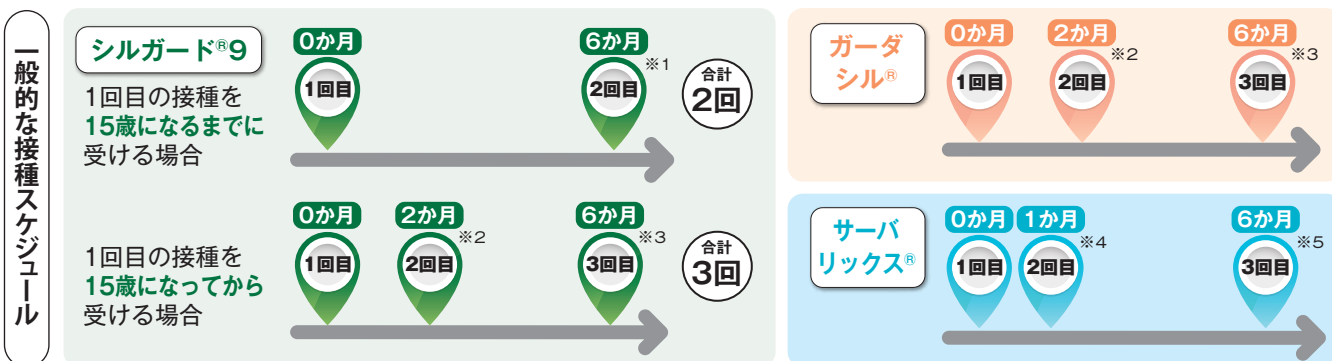 一般的な接種スケジュール
シルガード®9
1回目の接種を
15歳になるまでに
受ける場合
0か月
1回目
6か月
2回目
※1
合計
2回
1回目の接種を
15歳になってから
受ける場合
0か月
1回目
2か月
2回目
※2
6か月
3回目
※3
合計
3回
ガーダ
シル®
0か月
1回目
2か月
2回目
※2
6か月
3回目
※3
サーバ
リックス®
0か月
1回目
1か月
2回目
※4
6か月
3回目
※5